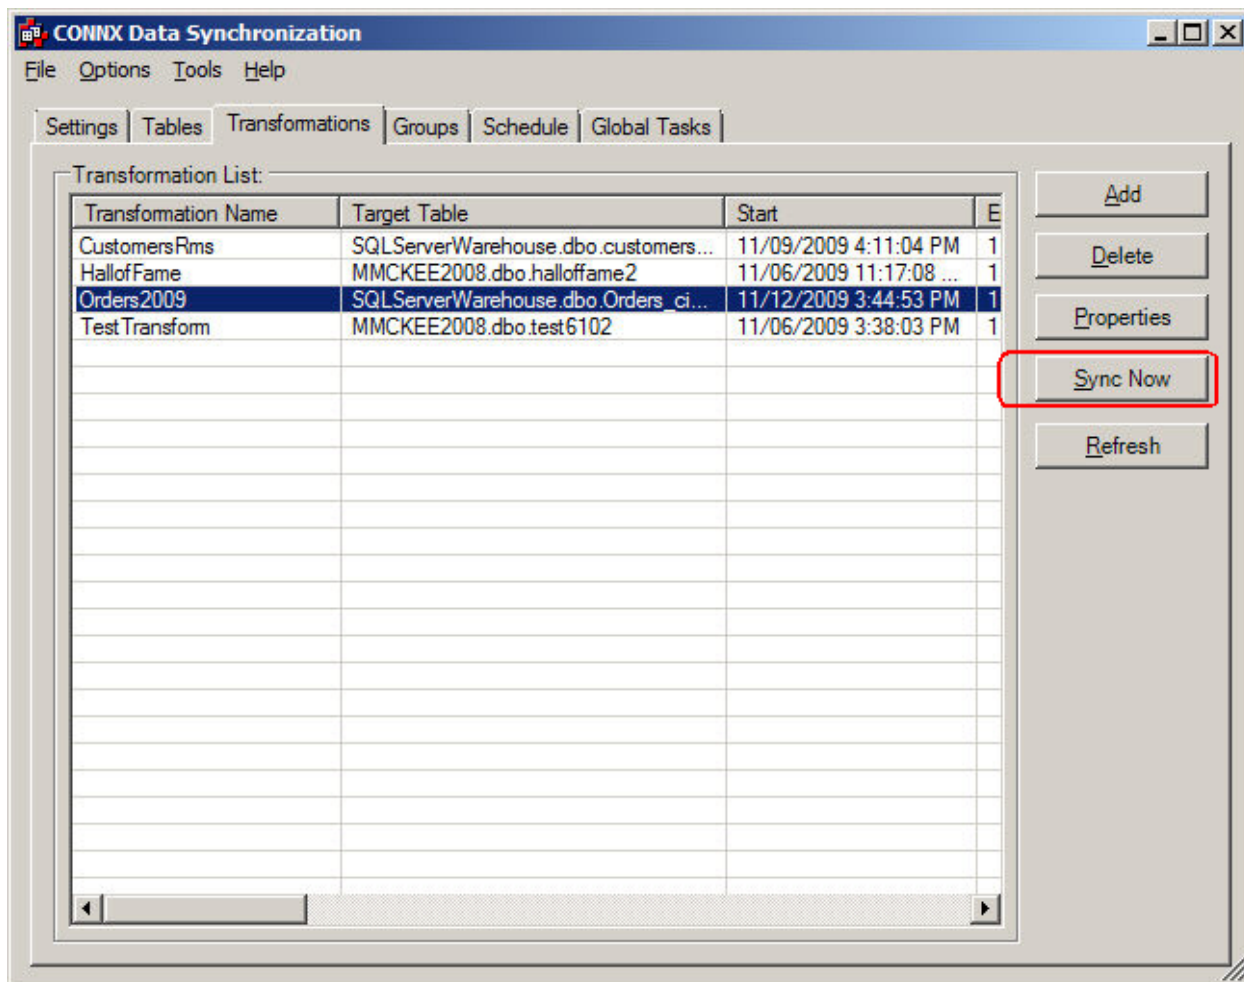 CONNX Data Synchronization
File Options Tools Help
Settings Tables Transformations Groups Schedule Global Tasks
Transformation List:
Transformation Name Target Table Start E
CustomersRms SQLServerWarehouse.dbo.customers... 11/09/2009 4:11:04 PM 1
HallofFame MMCKEE2008.dbo.halloffame2 11/06/2009 11:17:08 ... 1
Orders2009 SQLServerWarehouse.dbo.Orders_ci... 11/12/2009 3:44:53 PM 1
TestTransform MMCKEE2008.dbo.test6102 11/06/2009 3:38:03 PM 1
Add
Delete
Properties
Sync Now
Refresh